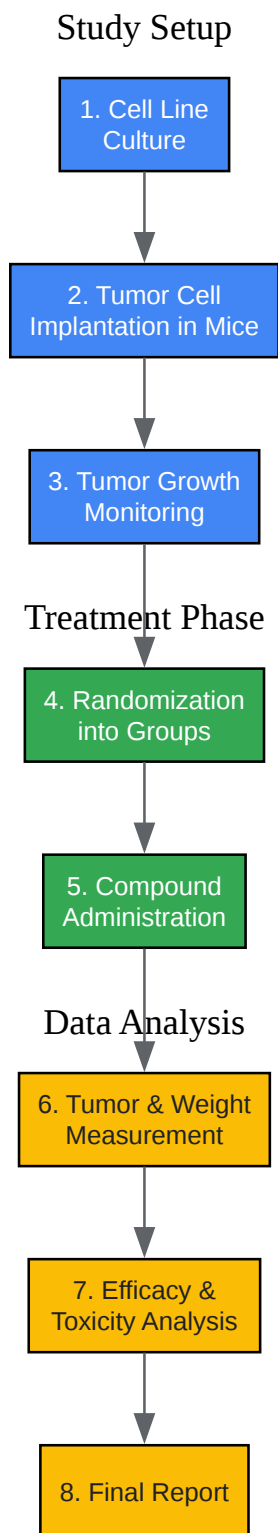 Study Setup
1. Cell Line
Culture
2. Tumor Cell
Implantation in Mice
3. Tumor Growth
Monitoring
Treatment Phase
4. Randomization
into Groups
5. Compound
Administration
Data Analysis
6. Tumor & Weight
Measurement
7. Efficacy &
Toxicity Analysis
8. Final Report